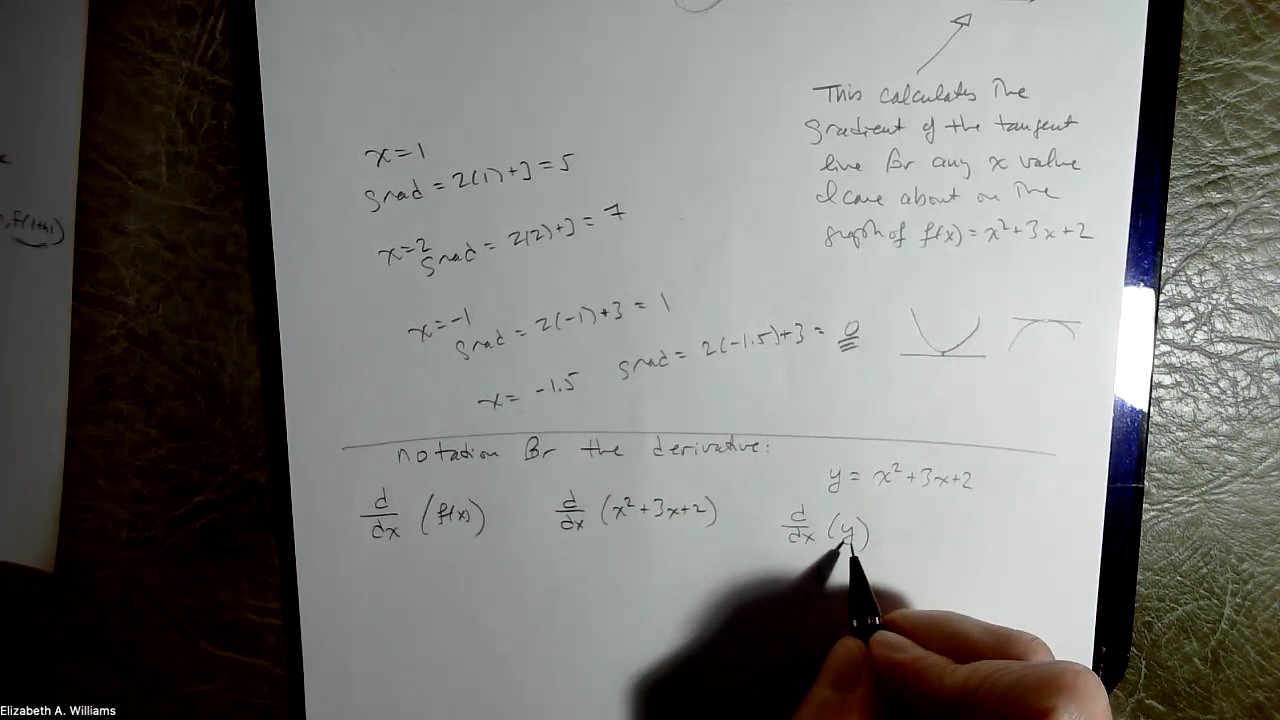 This calculates the
gradient of the tangent
line for any x value
I care about on the
graph of f(x) = x²+3x+2
x=1
grad = 2(1)+3 = 5
x=2
grad = 2(2)+3 = 7
x=-1
grad = 2(-1)+3 = 1
x= -1.5 grad = 2(-1.5)+3 = 0
notation for the derivative:
y = x²+3x+2
d/dx (f(x)) d/dx (x²+3x+2) d/dx (y)
, f(1+h))
Elizabeth A. Williams